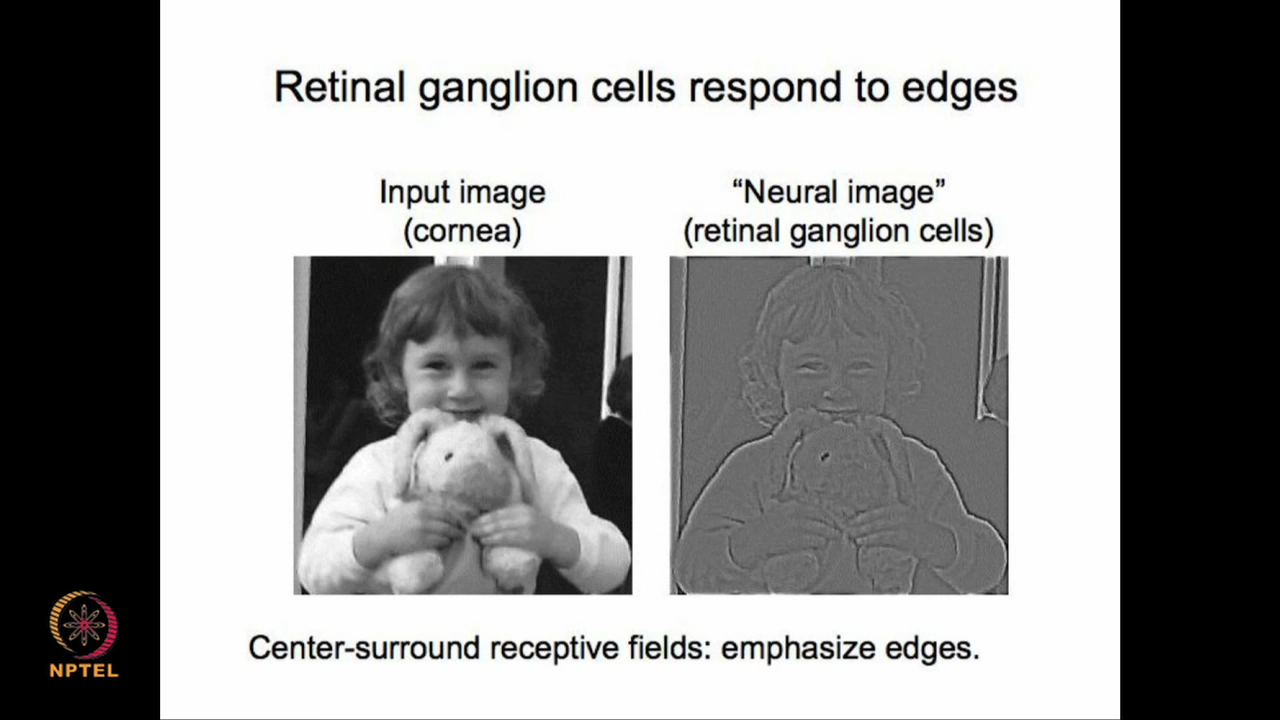 Retinal ganglion cells respond to edges
Input image
(cornea)
“Neural image”
(retinal ganglion cells)
Center-surround receptive fields: emphasize edges.
NPTEL